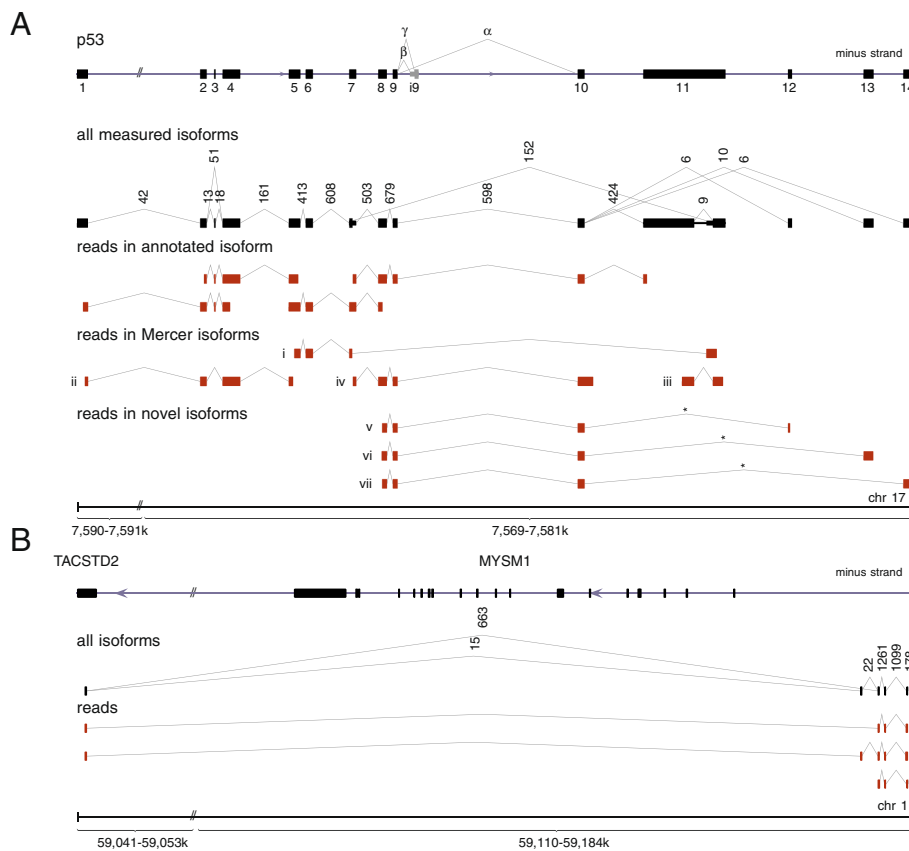 A
p53
γ
α
β
minus strand
1 2 3 4 5 6 7 8 9 i9 10 11 12 13 14
all measured isoforms
42 13 51 18 161 413 608 503 679 152 598 424 9 6 10 6
reads in annotated isoform
reads in Mercer isoforms
i
ii
iv
iii
reads in novel isoforms
v *
vi *
vii *
chr 17
7,590-7,591k
7,569-7,581k
B
TACSTD2
MYSM1
minus strand
all isoforms
15 663 22 1261 1099
reads
chr 1
59,041-59,053k
59,110-59,184k